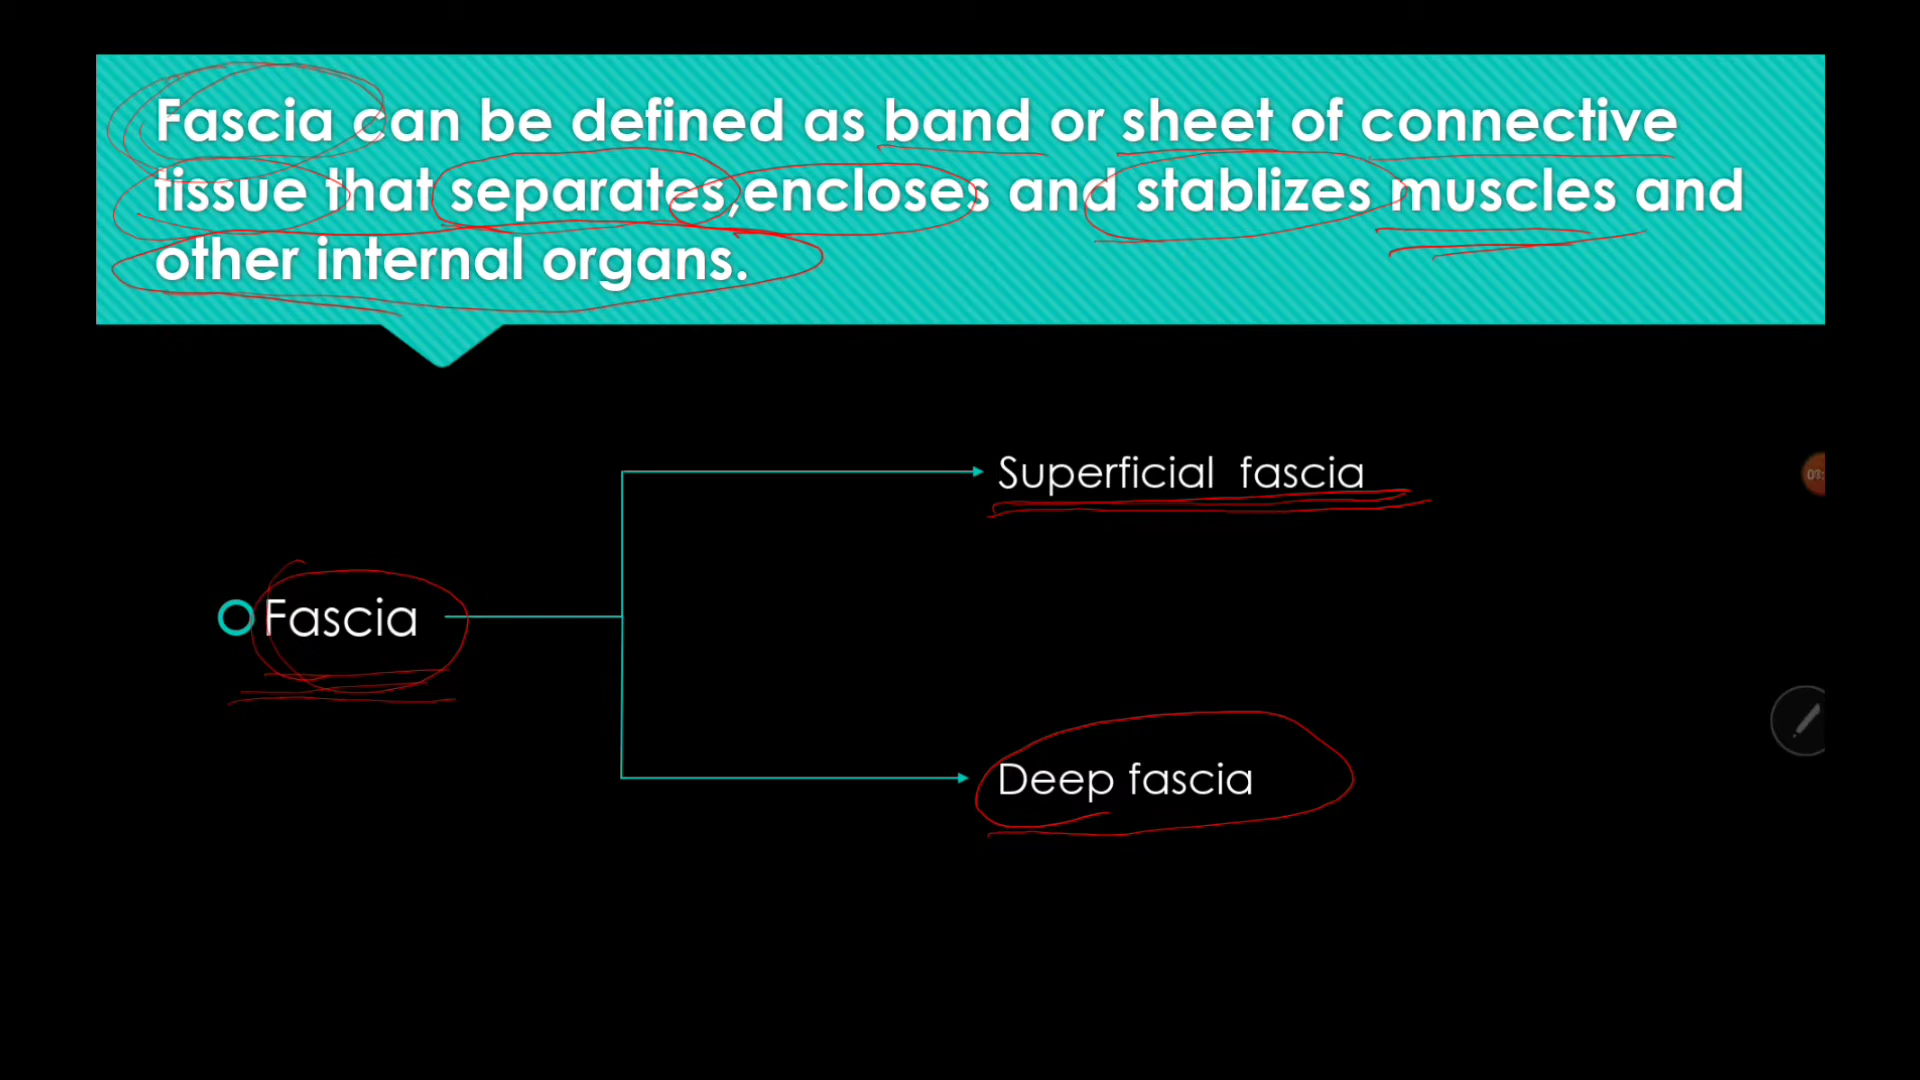 Fascia can be defined as band or sheet of connective
tissue that separates,encloses and stablizes muscles and
other internal organs.
Superficial fascia
Fascia
Deep fascia